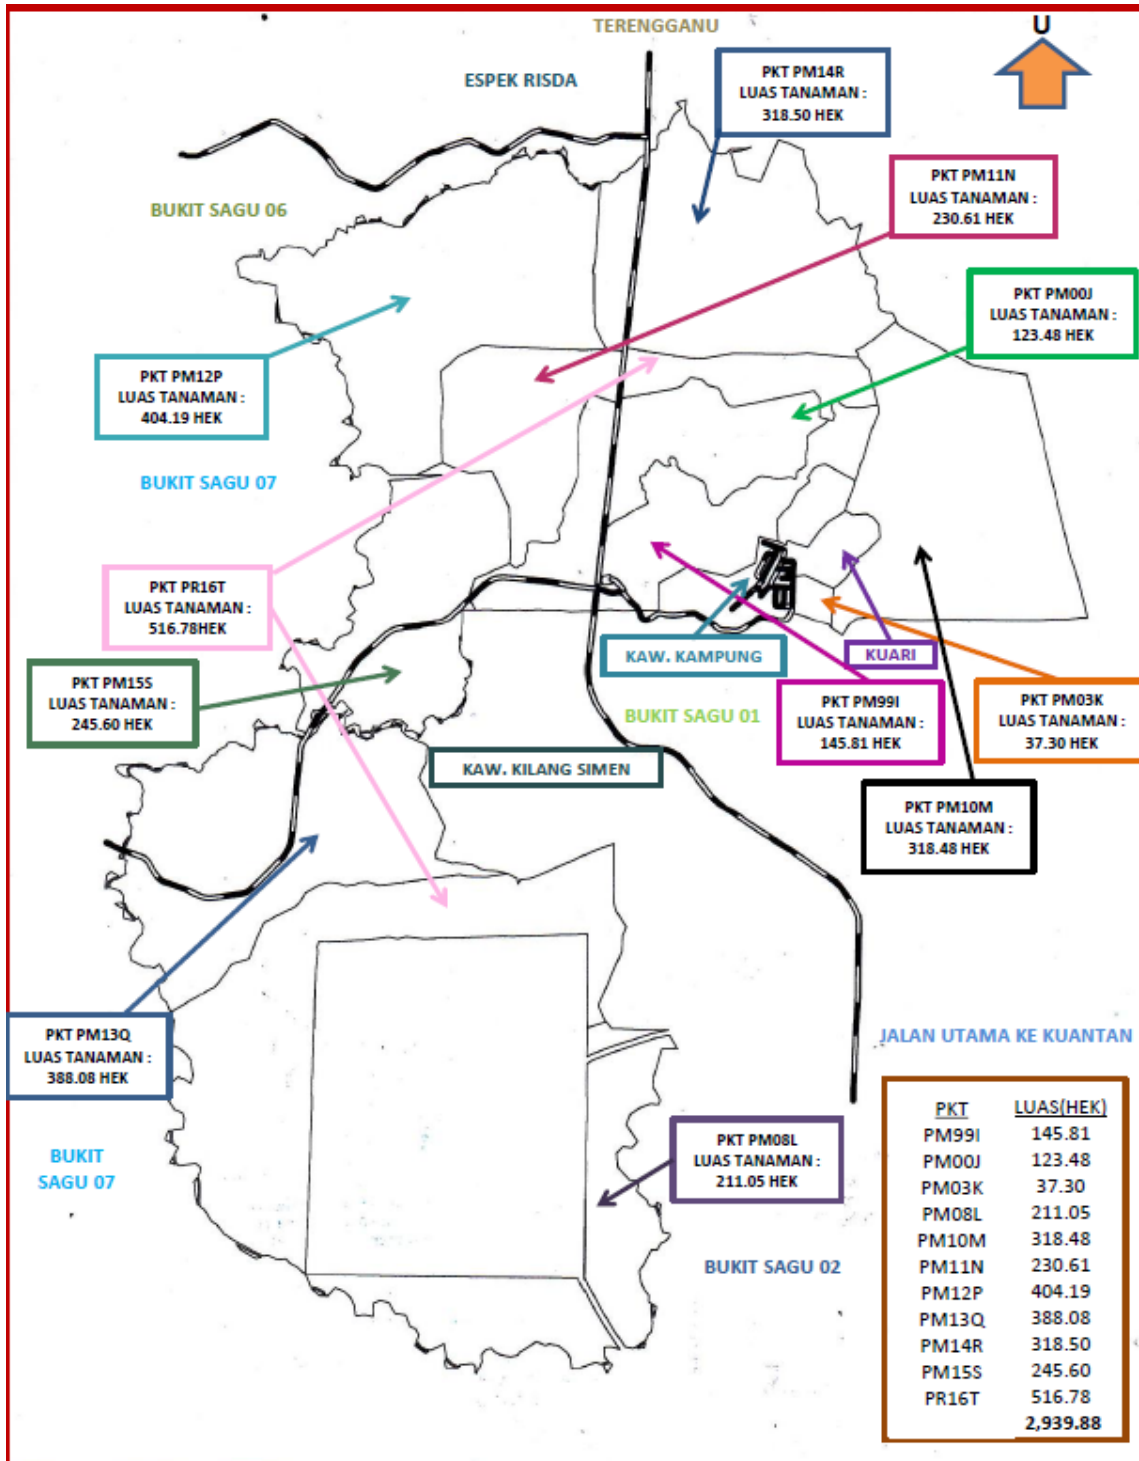 TERENGGANU
U
ESPEK RISDA
PKT PM14R
LUAS TANAMAN :
318.50 HEK
PKT PM11N
LUAS TANAMAN :
230.61 HEK
BUKIT SAGU 06
PKT PM00J
LUAS TANAMAN :
123.48 HEK
PKT PM12P
LUAS TANAMAN :
404.19 HEK
BUKIT SAGU 07
PKT PR16T
LUAS TANAMAN :
516.78HEK
KAW. KAMPUNG
KUARI
PKT PM15S
LUAS TANAMAN :
245.60 HEK
BUKIT SAGU 01
PKT PM99I
LUAS TANAMAN :
145.81 HEK
PKT PM03K
LUAS TANAMAN :
37.30 HEK
KAW. KILANG SIMEN
PKT PM10M
LUAS TANAMAN :
318.48 HEK
PKT PM13Q
LUAS TANAMAN :
388.08 HEK
JALAN UTAMA KE KUANTAN
BUKIT
SAGU 07
PKT PM08L
LUAS TANAMAN :
211.05 HEK
BUKIT SAGU 02
PKT LUAS(HEK)
PM99I 145.81
PM00J 123.48
PM03K 37.30
PM08L 211.05
PM10M 318.48
PM11N 230.61
PM12P 404.19
PM13Q 388.08
PM14R 318.50
PM15S 245.60
PR16T 516.78
2,939.88